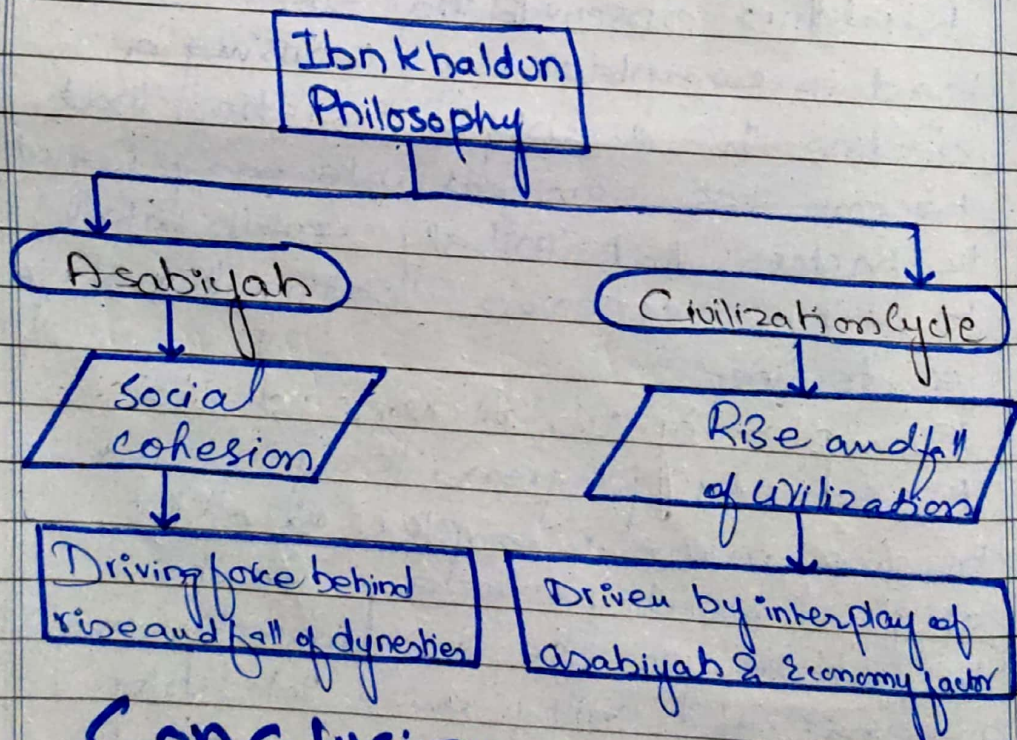 Ibn khaldun
Philosophy
Asabiyah
Civilization Cycle
Social
cohesion
Rise and fall
of civilization
Driving force behind
rise and fall of dynesties
Driven by interplay of
asabiyah & Economy factor